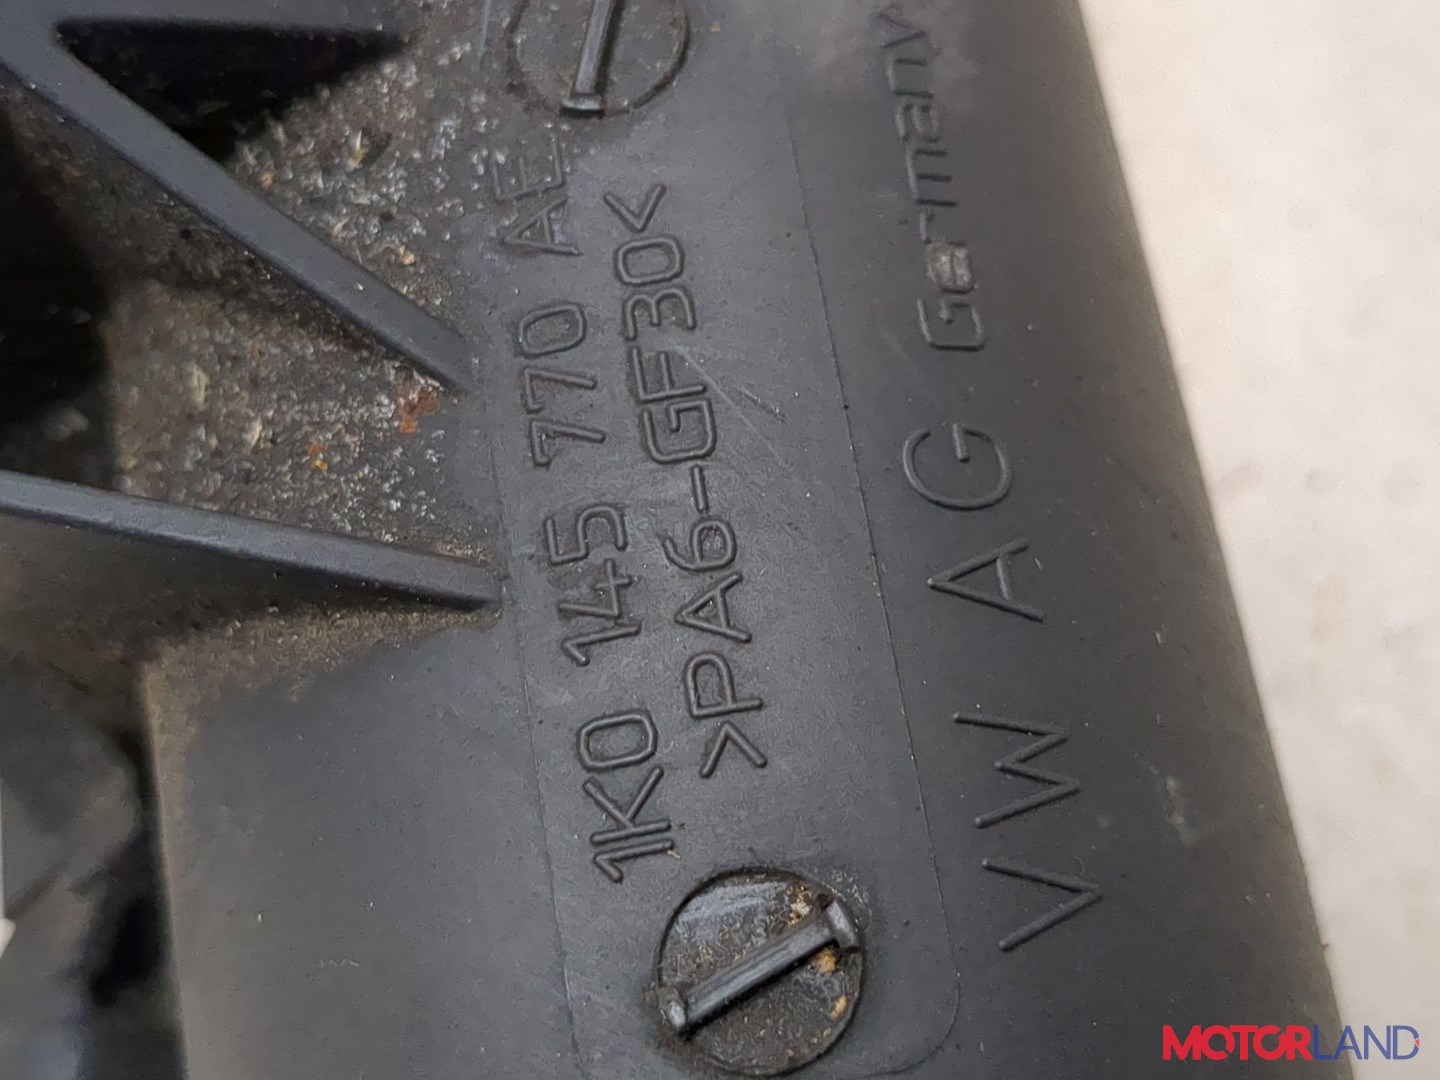 1K0 145 770 AE
>PA6-GF30<
VW AG Germany
MOTORLAND